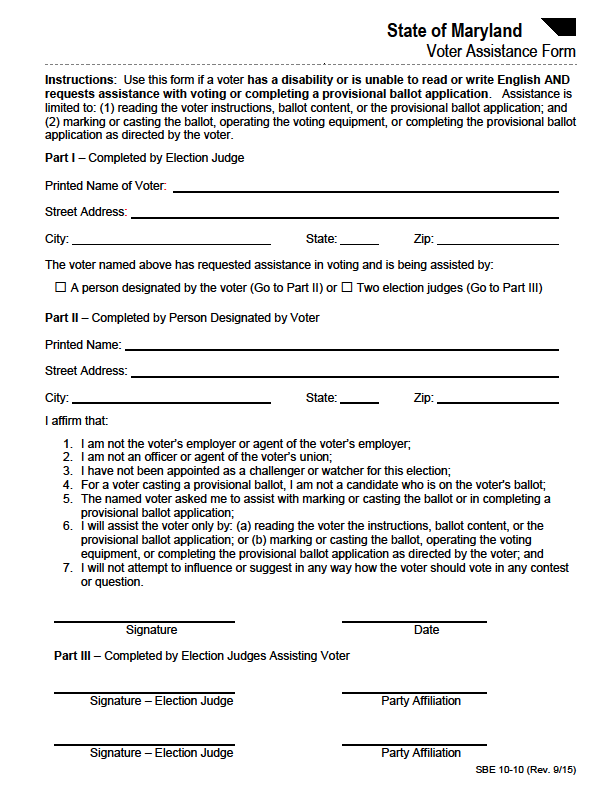 State of Maryland
Voter Assistance Form
Instructions: Use this form if a voter has a disability or is unable to read or write English AND
requests assistance with voting or completing a provisional ballot application. Assistance is
limited to: (1) reading the voter instructions, ballot content, or the provisional ballot application; and
(2) marking or casting the ballot, operating the voting equipment, or completing the provisional ballot
application as directed by the voter.
Part I – Completed by Election Judge
Printed Name of Voter:
Street Address:
City: State: Zip:
The voter named above has requested assistance in voting and is being assisted by:
☐ A person designated by the voter (Go to Part II) or ☐ Two election judges (Go to Part III)
Part II – Completed by Person Designated by Voter
Printed Name:
Street Address:
City: State: Zip:
I affirm that:
1. I am not the voter's employer or agent of the voter's employer;
2. I am not an officer or agent of the voter's union;
3. I have not been appointed as a challenger or watcher for this election;
4. For a voter casting a provisional ballot, I am not a candidate who is on the voter's ballot;
5. The named voter asked me to assist with marking or casting the ballot or in completing a
provisional ballot application;
6. I will assist the voter only by: (a) reading the voter the instructions, ballot content, or the
provisional ballot application; or (b) marking or casting the ballot, operating the voting
equipment, or completing the provisional ballot application as directed by the voter; and
7. I will not attempt to influence or suggest in any way how the voter should vote in any contest
or question.
Signature Date
Part III – Completed by Election Judges Assisting Voter
Signature – Election Judge Party Affiliation
Signature – Election Judge Party Affiliation
SBE 10-10 (Rev. 9/15)